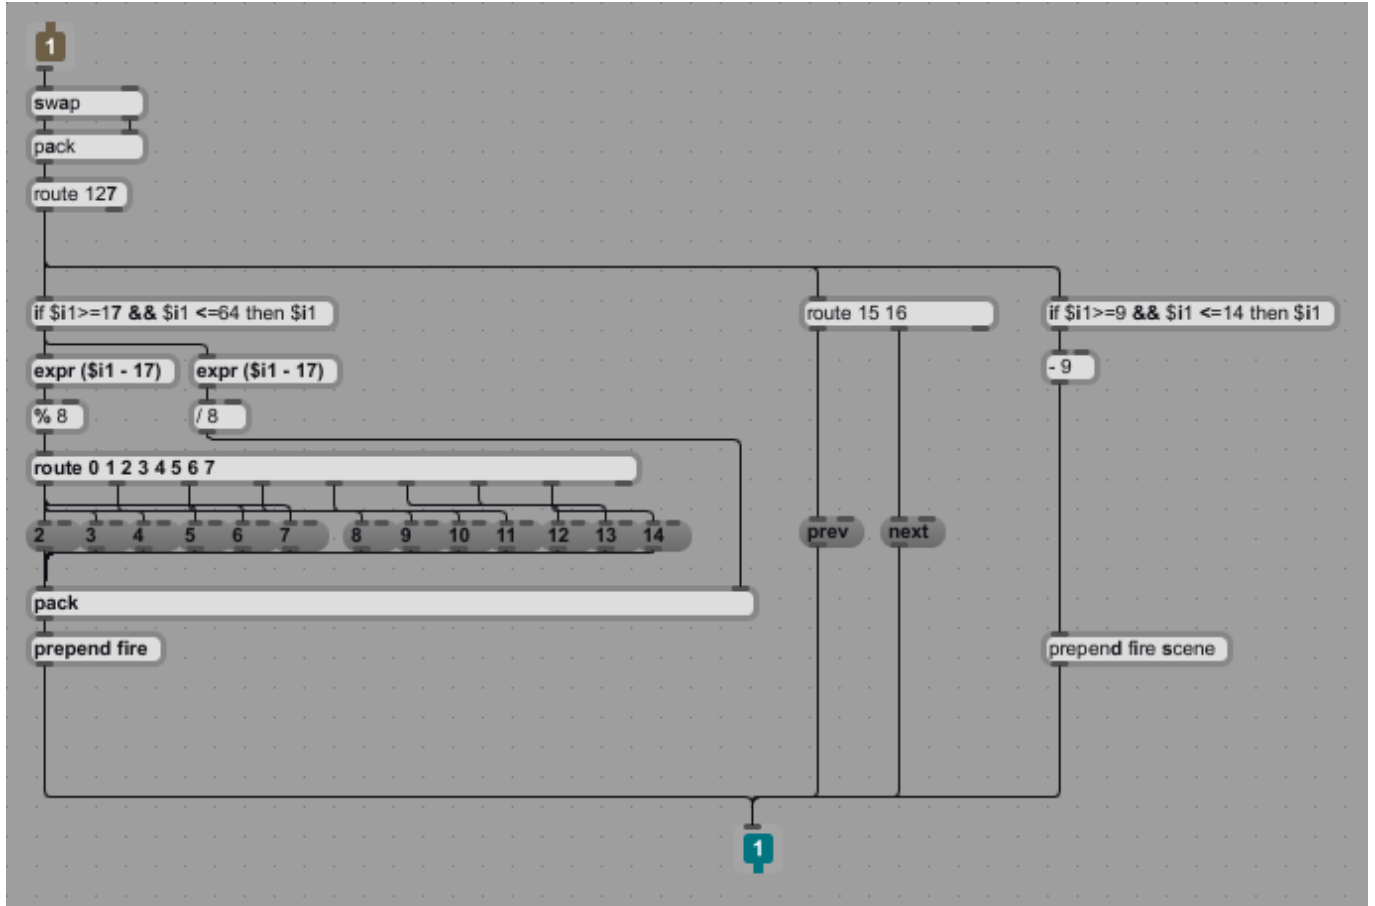 1
swap
pack
route 127
if $i1>=17 && $i1 <=64 then $i1
route 15 16
if $i1>=9 && $i1 <=14 then $i1
expr ($i1 - 17)
expr ($i1 - 17)
- 9
% 8
/ 8
route 0 1 2 3 4 5 6 7
2 3 4 5 6 7 8 9 10 11 12 13 14
prev
next
pack
prepend fire
prepend fire scene
1